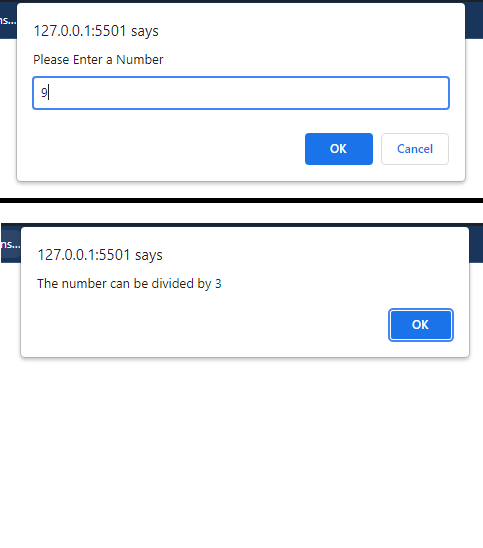 ns...
127.0.0.1:5501 says
Please Enter a Number
9
OK Cancel
ns...
127.0.0.1:5501 says
The number can be divided by 3
OK